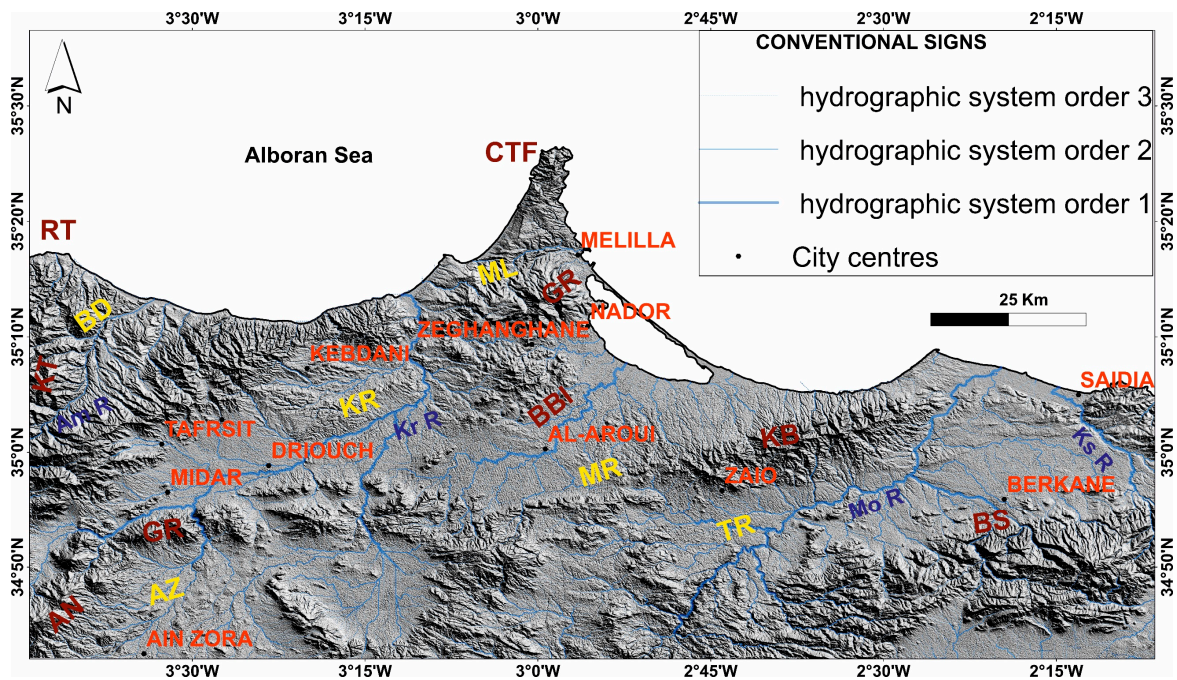 3°30'W 3°15'W 3°0'W 2°45'W 2°30'W 2°15'W
CONVENTIONAL SIGNS
hydrographic system order 3
hydrographic system order 2
hydrographic system order 1
City centres
N
35°30'N 35°30'N
Alboran Sea
CTF
35°20'N 35°20'N
RT
MELILLA
ML
GR
25 Km
BD
NADOR
35°10'N 35°10'N
ZEGHANGHANE
KEBDANI
KT
SAIDIA
KR
BBI
Am R
Kr R
TAFRSIT
AL-AROUI
KB
Ks R
35°0'N 35°0'N
DRIOUCH
MIDAR
MR
ZAIO
BERKANE
Mo R
GR
TR
BS
34°50'N 34°50'N
AZ
AN
AIN ZORA
3°30'W 3°15'W 3°0'W 2°45'W 2°30'W 2°15'W